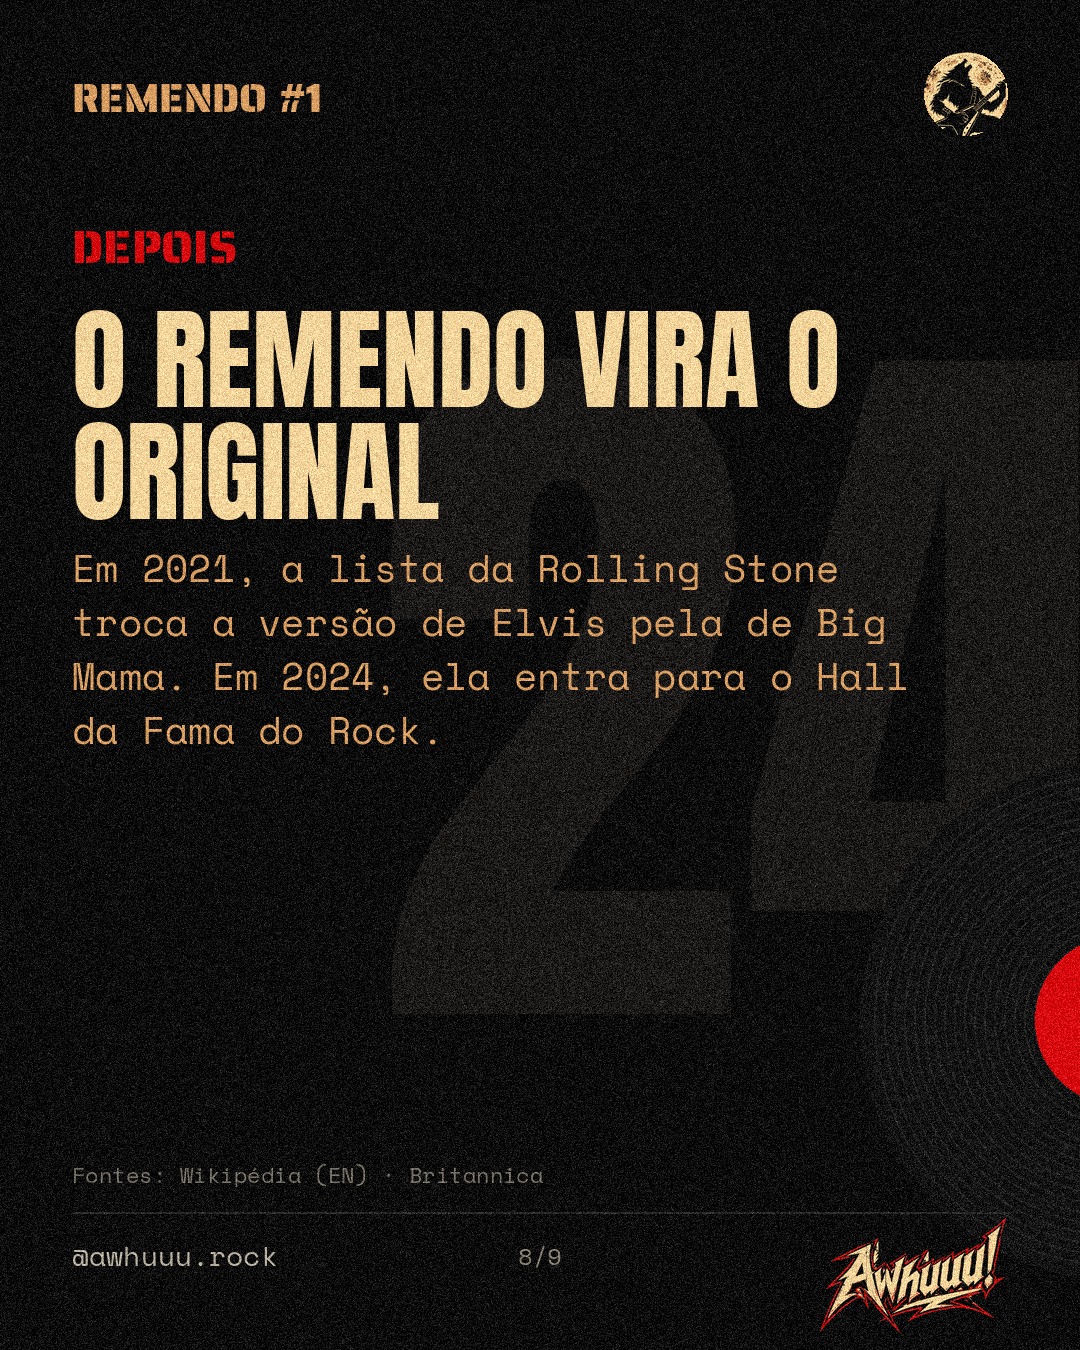 REMENDO #1
DEPOIS
O REMENDO VIRA O
ORIGINAL
Em 2021, a lista da Rolling Stone
troca a versão de Elvis pela de Big
Mama. Em 2024, ela entra para o Hall
da Fama do Rock.
24
Fontes: Wikipédia (EN) · Britannica
@awhuuu.rock
8/9
Awhuuu!